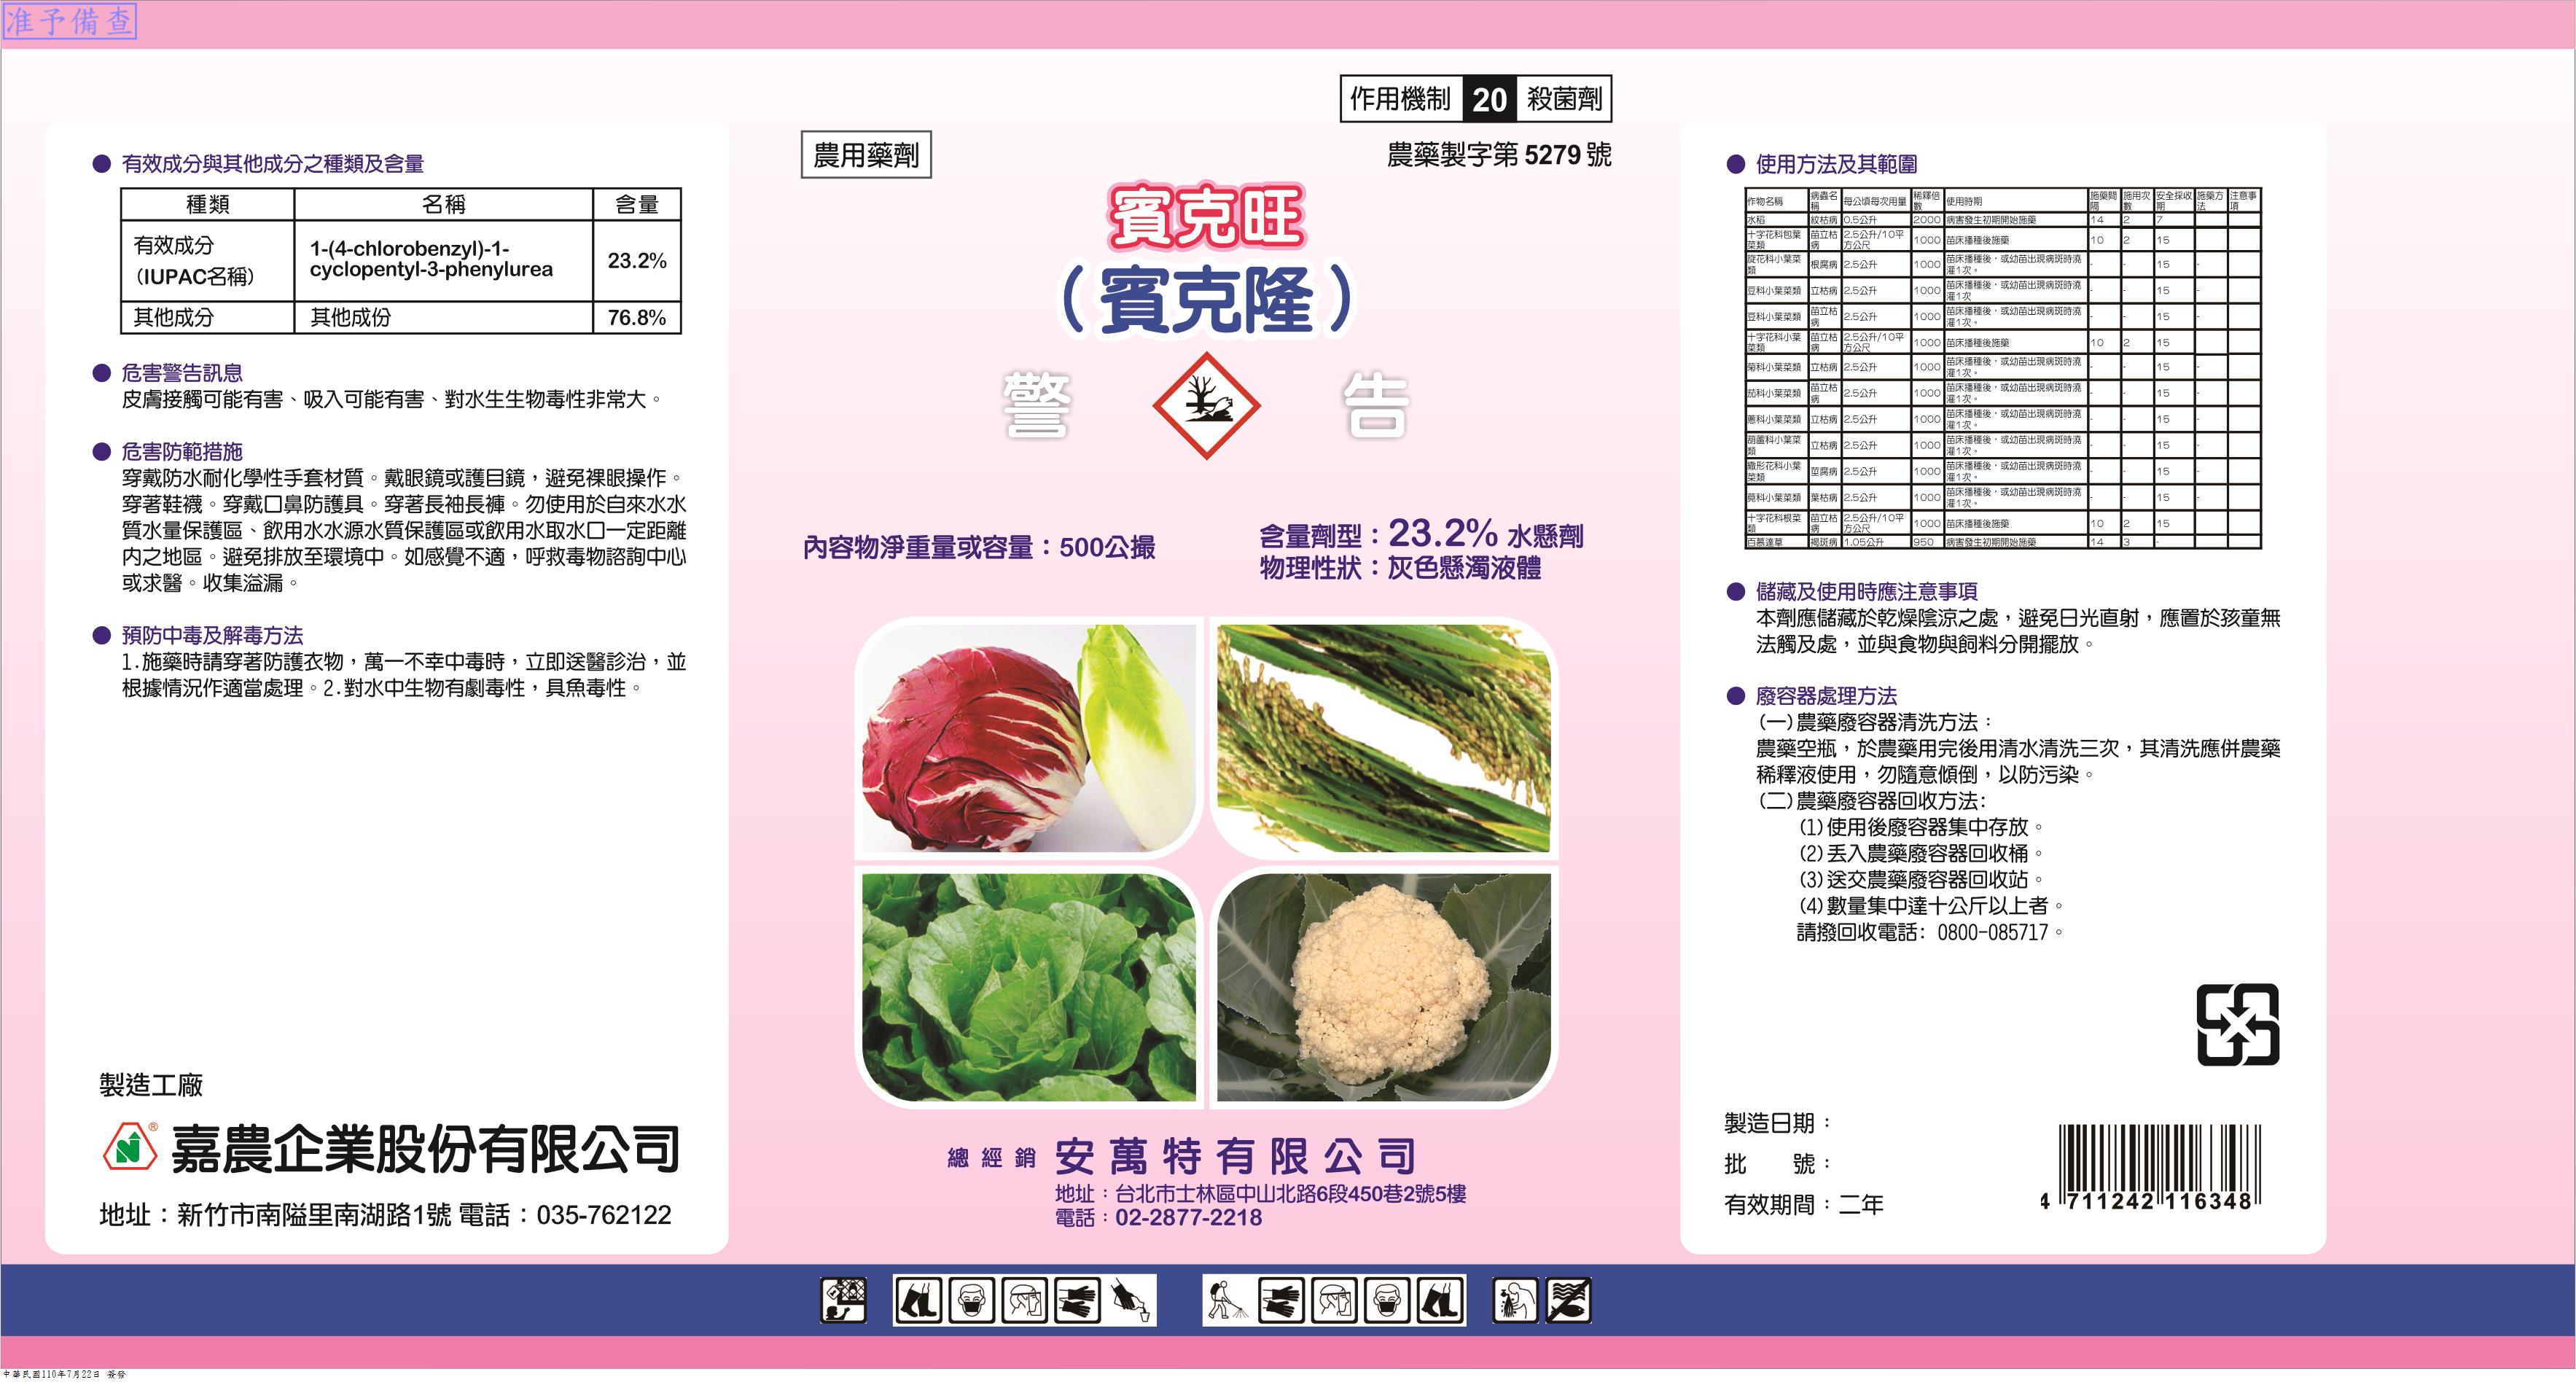 准予備查
作用機制 20 殺菌劑
農用藥劑
農藥製字第 5279 號
賓克旺
（賓克隆）
警 告
內容物淨重量或容量：500公撮
含量劑型：23.2% 水懸劑
物理性狀：灰色懸濁液體
總經銷 安萬特有限公司
地址：台北市士林區中山北路6段450巷2號5樓
電話：02-2877-2218
● 有效成分與其他成分之種類及含量
種類 名稱 含量
有效成分
(IUPAC名稱)
1-(4-chlorobenzyl)-1-
cyclopentyl-3-phenylurea
23.2%
其他成分 其他成份 76.8%
● 危害警告訊息
皮膚接觸可能有害、吸入可能有害、對水生生物毒性非常大。
● 危害防範措施
穿戴防水耐化學性手套材質。戴眼鏡或護目鏡，避免裸眼操作。
穿著鞋襪。穿戴口鼻防護具。穿著長袖長褲。勿使用於自來水水
質水量保護區、飲用水水源水質保護區或飲用水取水口一定距離
內之地區。避免排放至環境中。如感覺不適，呼救毒物諮詢中心
或求醫。收集溢漏。
● 預防中毒及解毒方法
1.施藥時請穿著防護衣物，萬一不幸中毒時，立即送醫診治，並
根據情況作適當處理。2.對水中生物有劇毒性，具魚毒性。
製造工廠
® 嘉農企業股份有限公司
地址：新竹市南隘里南湖路1號 電話：035-762122
● 使用方法及其範圍
作物名稱 病蟲名稱 每公頃每次用量 稀釋倍數 使用時期 施藥間隔 施用次數 安全採收期 施藥方法 注意事項
水稻 紋枯病 0.5公升 2000 病害發生初期開始施藥 14 2 7
十字花科包葉菜類 苗立枯病 2.5公升/10平方公尺 1000 苗床播種後施藥 10 2 15
旋花科小葉菜類 根腐病 2.5公升 1000 苗床播種後，或幼苗出現病斑時澆灌1次。 - - 15 -
豆科小葉菜類 立枯病 2.5公升 1000 苗床播種後，或幼苗出現病斑時澆灌1次 - - 15 -
豆科小葉菜類 苗立枯病 2.5公升 1000 苗床播種後，或幼苗出現病斑時澆灌1次。 - - 15 -
十字花科小葉菜類 苗立枯病 2.5公升/10平方公尺 1000 苗床播種後施藥 10 2 15
菊科小葉菜類 立枯病 2.5公升 1000 苗床播種後，或幼苗出現病斑時澆灌1次。 - - 15 -
茄科小葉菜類 苗立枯病 2.5公升 1000 苗床播種後，或幼苗出現病斑時澆灌1次。 - - 15 -
蔥科小葉菜類 立枯病 2.5公升 1000 苗床播種後，或幼苗出現病斑時澆灌1次。 - - 15 -
葫蘆科小葉菜類 立枯病 2.5公升 1000 苗床播種後，或幼苗出現病斑時澆灌1次。 - - 15 -
繖形花科小葉菜類 莖腐病 2.5公升 1000 苗床播種後，或幼苗出現病斑時澆灌1次。 - - 15 -
莧科小葉菜類 葉枯病 2.5公升 1000 苗床播種後，或幼苗出現病斑時澆灌1次。 - - 15 -
十字花科根菜類 苗立枯病 2.5公升/10平方公尺 1000 苗床播種後施藥 10 2 15
百慕達草 褐斑病 1.05公升 950 病害發生初期開始施藥 14 3 -
● 儲藏及使用時應注意事項
本劑應儲藏於乾燥陰涼之處，避免日光直射，應置於孩童無
法觸及處，並與食物與飼料分開擺放。
● 廢容器處理方法
(一)農藥廢容器清洗方法：
農藥空瓶，於農藥用完後用清水清洗三次，其清洗應併農藥
稀釋液使用，勿隨意傾倒，以防污染。
(二)農藥廢容器回收方法:
(1)使用後廢容器集中存放。
(2)丟入農藥廢容器回收桶。
(3)送交農藥廢容器回收站。
(4)數量集中達十公斤以上者。
請撥回收電話: 0800-085717。
製造日期：
批　　號：
有效期間：二年
4 711242 116348
中華民國110年7月22日 簽發